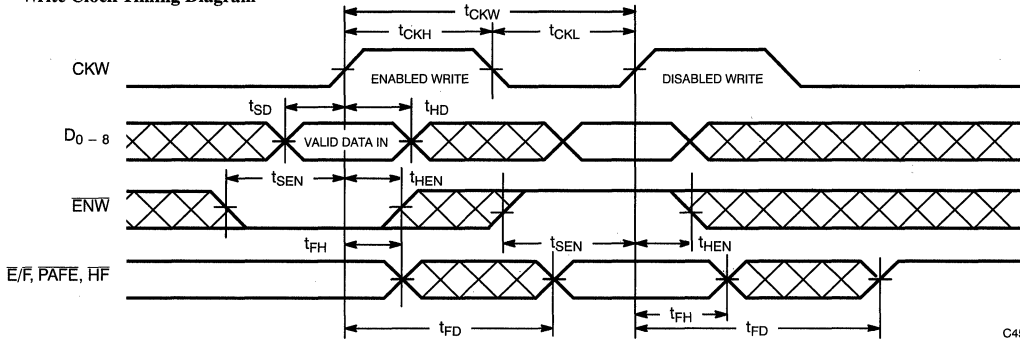 Write Clock Timing Diagram
tCKW
tCKH tCKL
CKW ENABLED WRITE DISABLED WRITE
tSD tHD
D0 – 8 VALID DATA IN
tSEN tHEN
ENW
tFH tSEN tHEN
E/F, PAFE, HF
tFH
tFD tFD